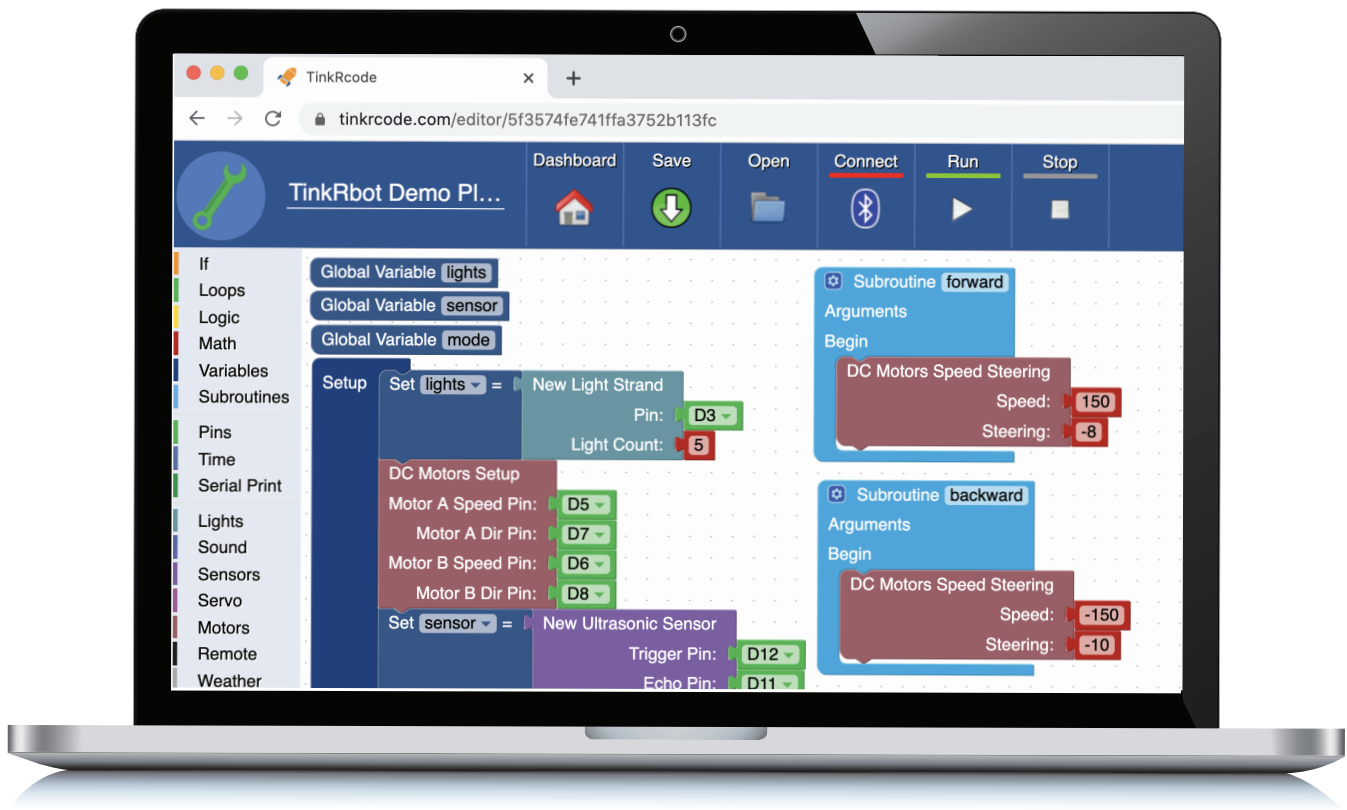 TinkRcode
tinkrcode.com/editor/5f3574fe741ffa3752b113fc
TinkRbot Demo Pl...
Dashboard
Save
Open
Connect
Run
Stop
If
Loops
Logic
Math
Variables
Subroutines
Pins
Time
Serial Print
Lights
Sound
Sensors
Servo
Motors
Remote
Weather
Global Variable lights
Global Variable sensor
Global Variable mode
Setup
Set lights = New Light Strand
Pin: D3
Light Count: 5
DC Motors Setup
Motor A Speed Pin: D5
Motor A Dir Pin: D7
Motor B Speed Pin: D6
Motor B Dir Pin: D8
Set sensor = New Ultrasonic Sensor
Trigger Pin: D12
Echo Pin: D11
Subroutine forward
Arguments
Begin
DC Motors Speed Steering
Speed: 150
Steering: -8
Subroutine backward
Arguments
Begin
DC Motors Speed Steering
Speed: -150
Steering: -10